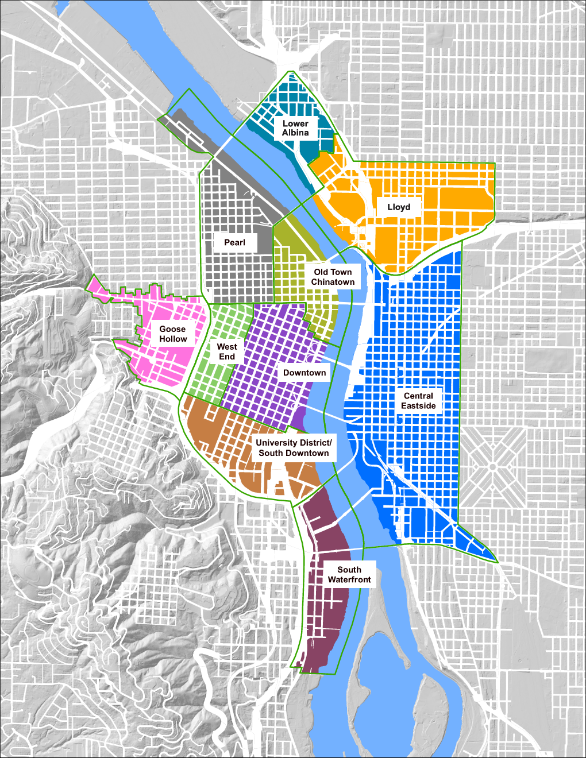 Lower
Albina
Lloyd
Pearl
Old Town
Chinatown
Goose
Hollow
West
End
Downtown
Central
Eastside
University District/
South Downtown
South
Waterfront